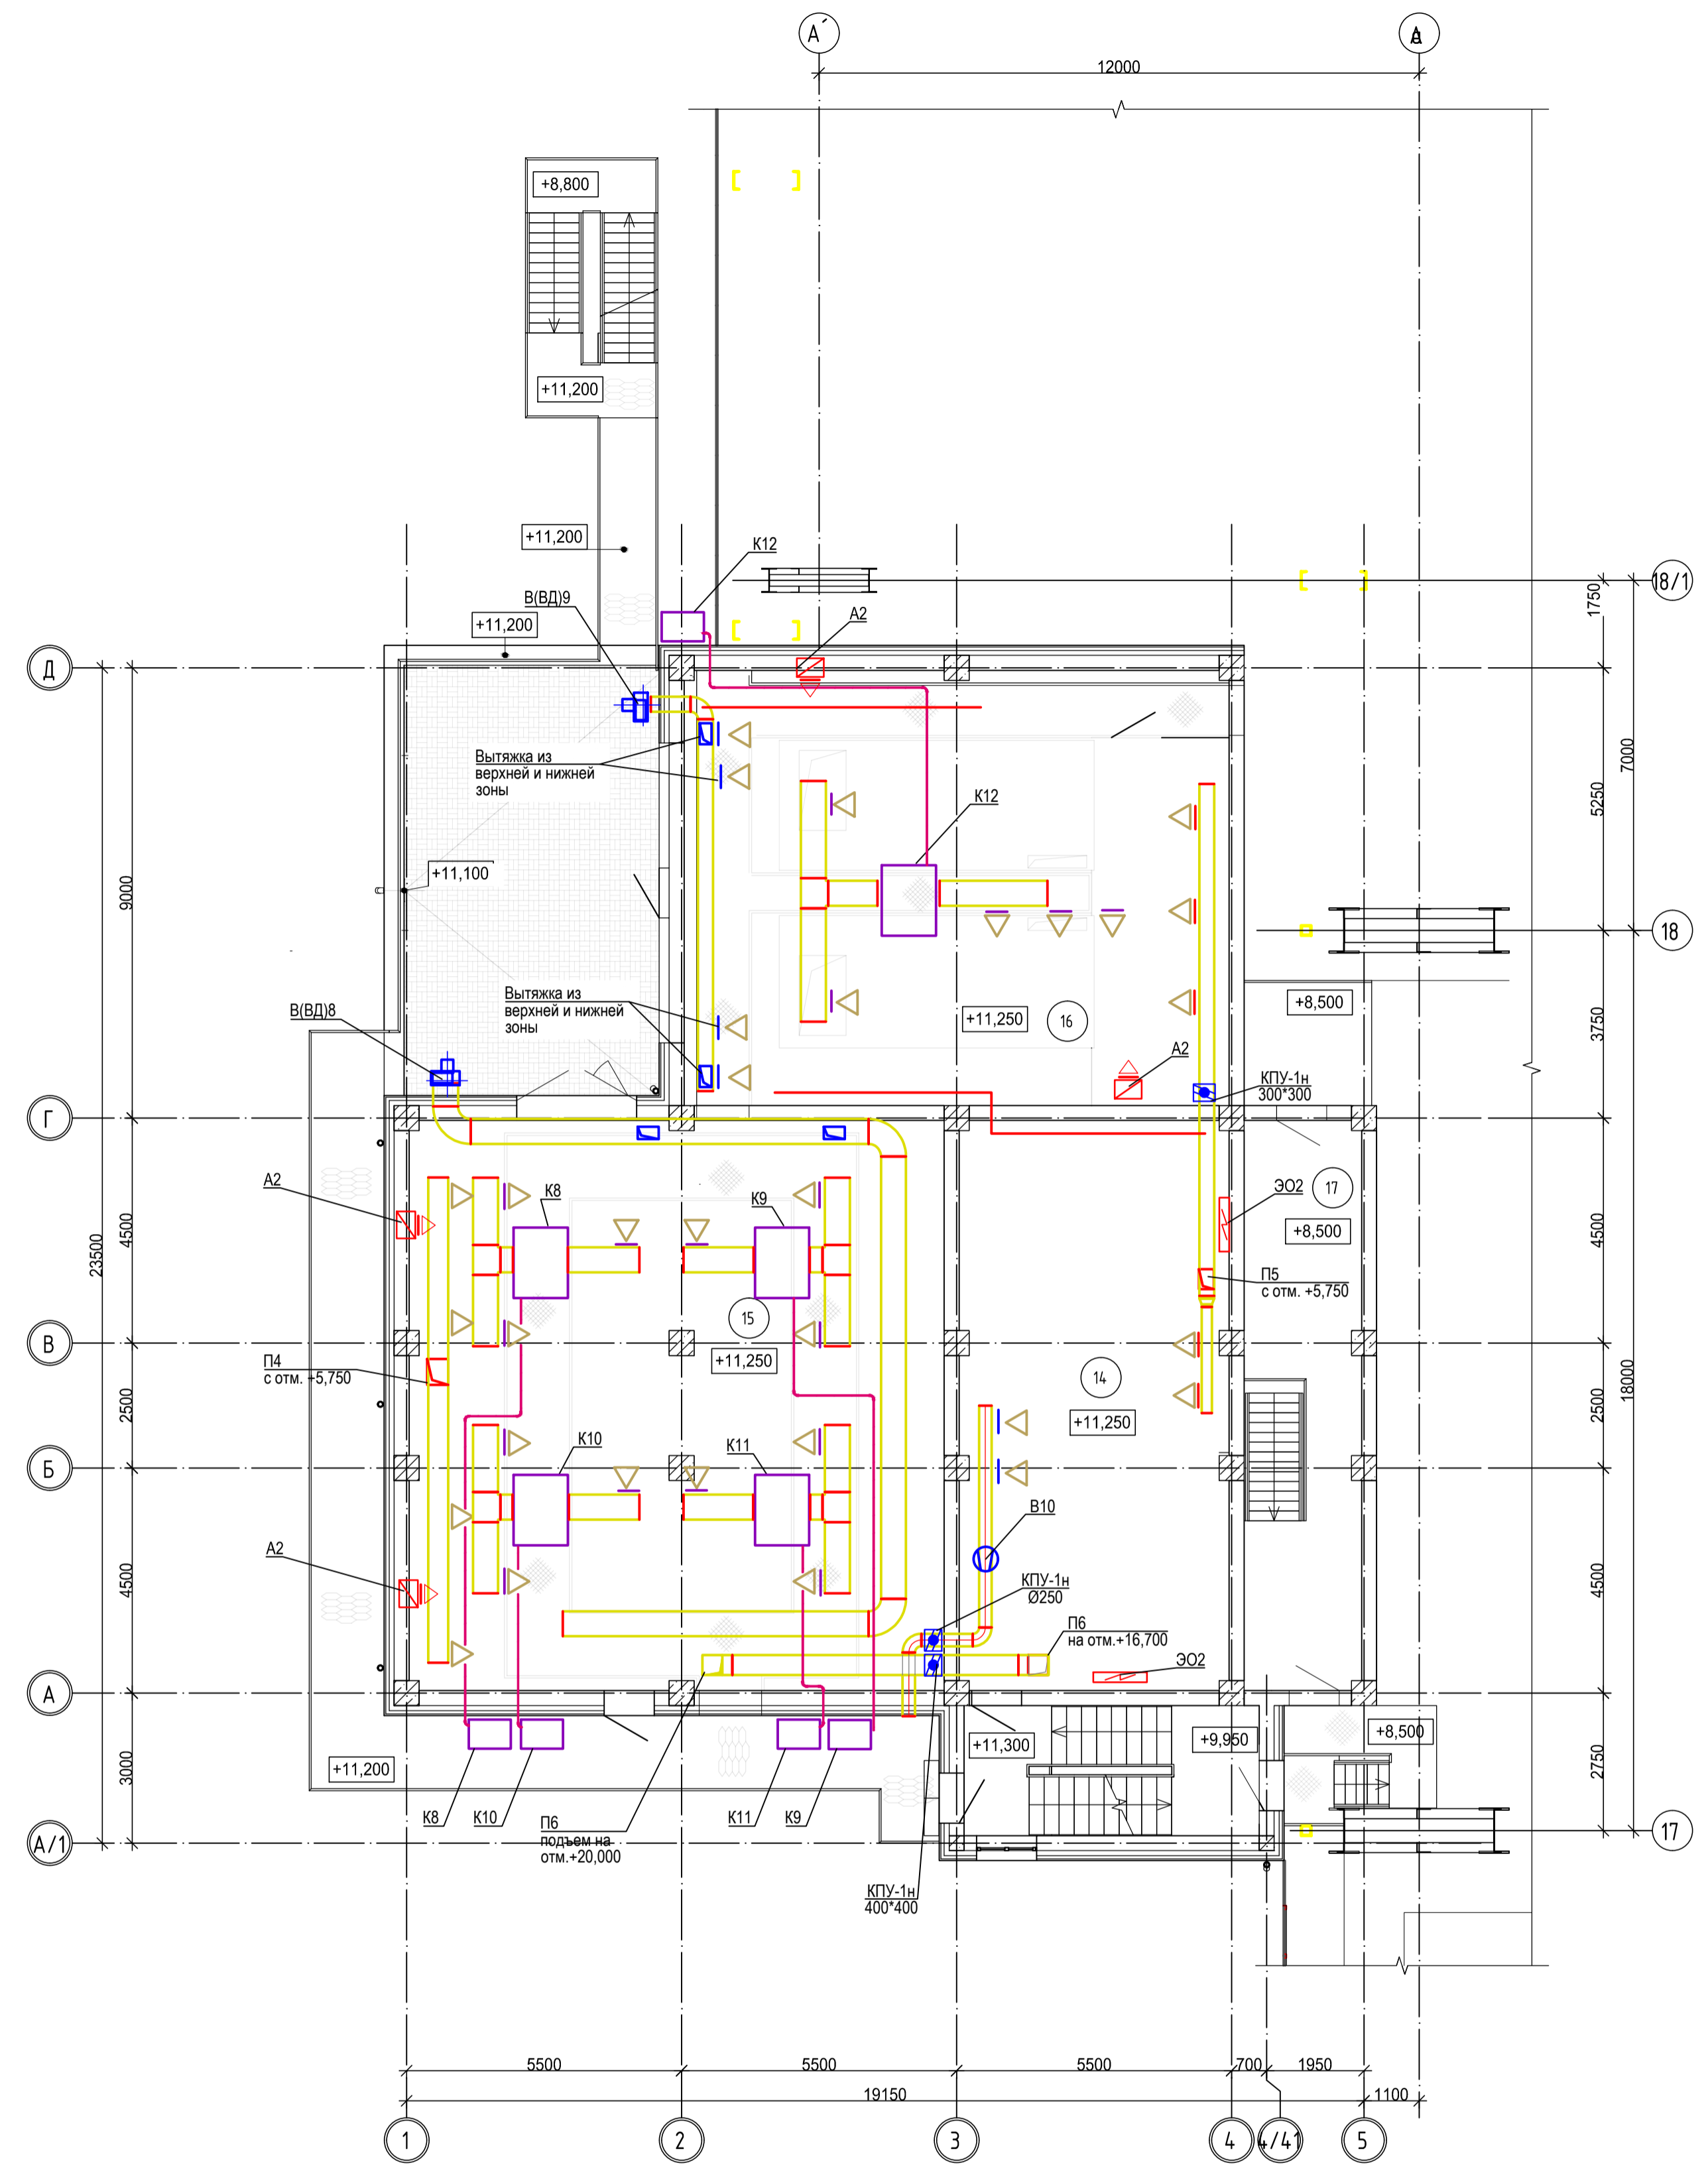 А´
12000
+8,800
+11,200
+11,200
К12
В(ВД)9
А2
+11,200
18/1
1750
Д
7000
Вытяжка из
верхней и нижней
зоны
К12
5250
+11,100
9000
18
Вытяжка из
верхней и нижней
зоны
+8,500
В(ВД)8
+11,250
16
3750
А2
КПУ-1н
300*300
Г
А2
К8
К9
ЭО2
17
4500
4500
23500
+8,500
П5
с отм. +5,750
15
В
+11,250
П4
с отм. +5,750
14
18000
2500
+11,250
2500
К10
К11
Б
В10
А2
КПУ-1н
Ø250
4500
4500
П6
на отм.+16,700
ЭО2
А
+11,300
+9,950
+8,500
3000
+11,200
2750
К8
К10
К11
К9
П6
подъем на
отм.+20,000
А/1
17
КПУ-1н
400*400
5500
5500
5500
700
1950
19150
1100
1
2
3
4
4/41
5